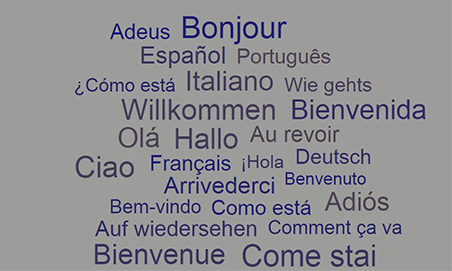 Adeus Bonjour
Español Português
¿Cómo está Italiano Wie gehts
Willkommen Bienvenida
Olá Hallo Au revoir
Ciao Français ¡Hola Deutsch
Arrivederci Benvenuto
Bem-vindo Como está Adiós
Auf wiedersehen Comment ça va
Bienvenue Come stai